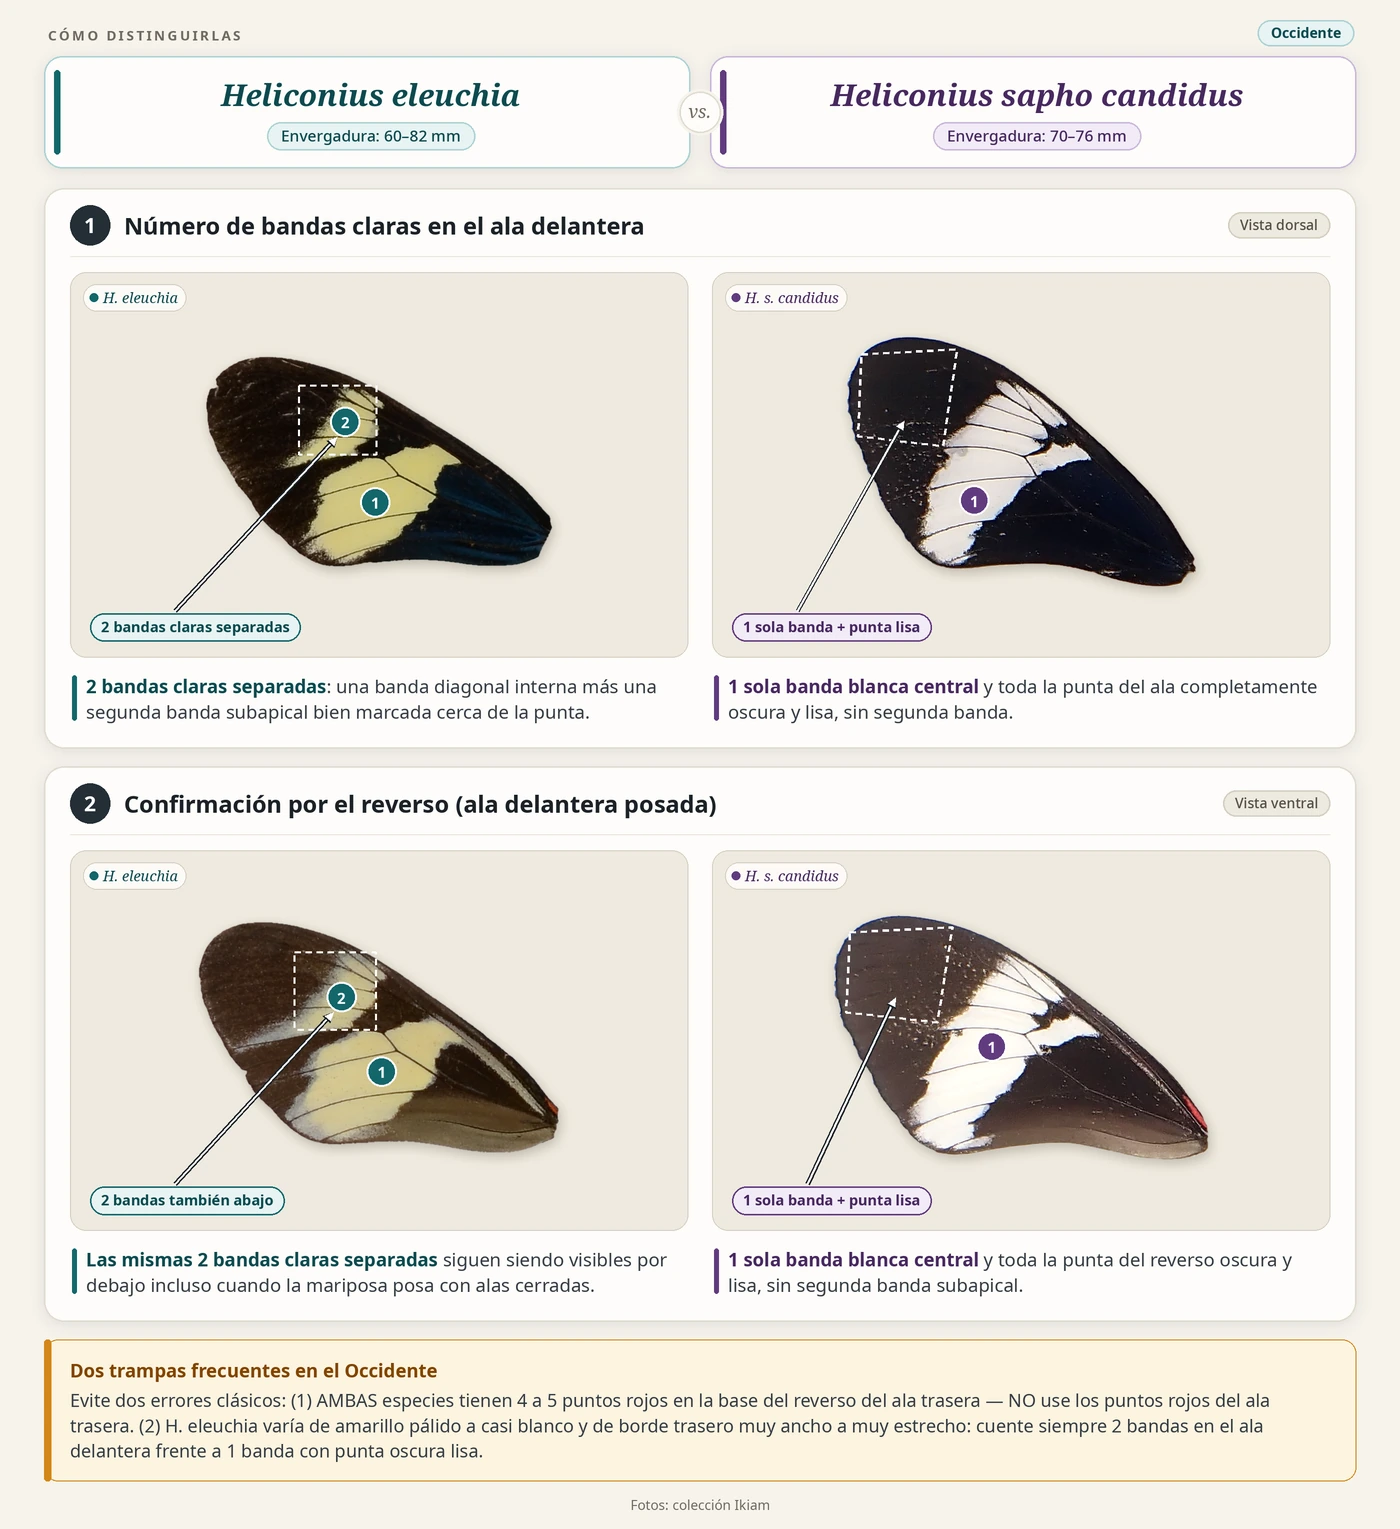 CÓMO DISTINGUIRLAS
Occidente
Heliconius eleuchia
Envergadura: 60–82 mm
vs.
Heliconius sapho candidus
Envergadura: 70–76 mm
1 Número de bandas claras en el ala delantera
Vista dorsal
H. eleuchia
2
1
2 bandas claras separadas
H. s. candidus
1
1 sola banda + punta lisa
2 bandas claras separadas: una banda diagonal interna más una
segunda banda subapical bien marcada cerca de la punta.
1 sola banda blanca central y toda la punta del ala completamente
oscura y lisa, sin segunda banda.
2 Confirmación por el reverso (ala delantera posada)
Vista ventral
H. eleuchia
2
1
2 bandas también abajo
H. s. candidus
1
1 sola banda + punta lisa
Las mismas 2 bandas claras separadas siguen siendo visibles por
debajo incluso cuando la mariposa posa con alas cerradas.
1 sola banda blanca central y toda la punta del reverso oscura y
lisa, sin segunda banda subapical.
Dos trampas frecuentes en el Occidente
Evite dos errores clásicos: (1) AMBAS especies tienen 4 a 5 puntos rojos en la base del reverso del ala trasera — NO use los puntos rojos del ala
trasera. (2) H. eleuchia varía de amarillo pálido a casi blanco y de borde trasero muy ancho a muy estrecho: cuente siempre 2 bandas en el ala
delantera frente a 1 banda con punta oscura lisa.
Fotos: colección Ikiam